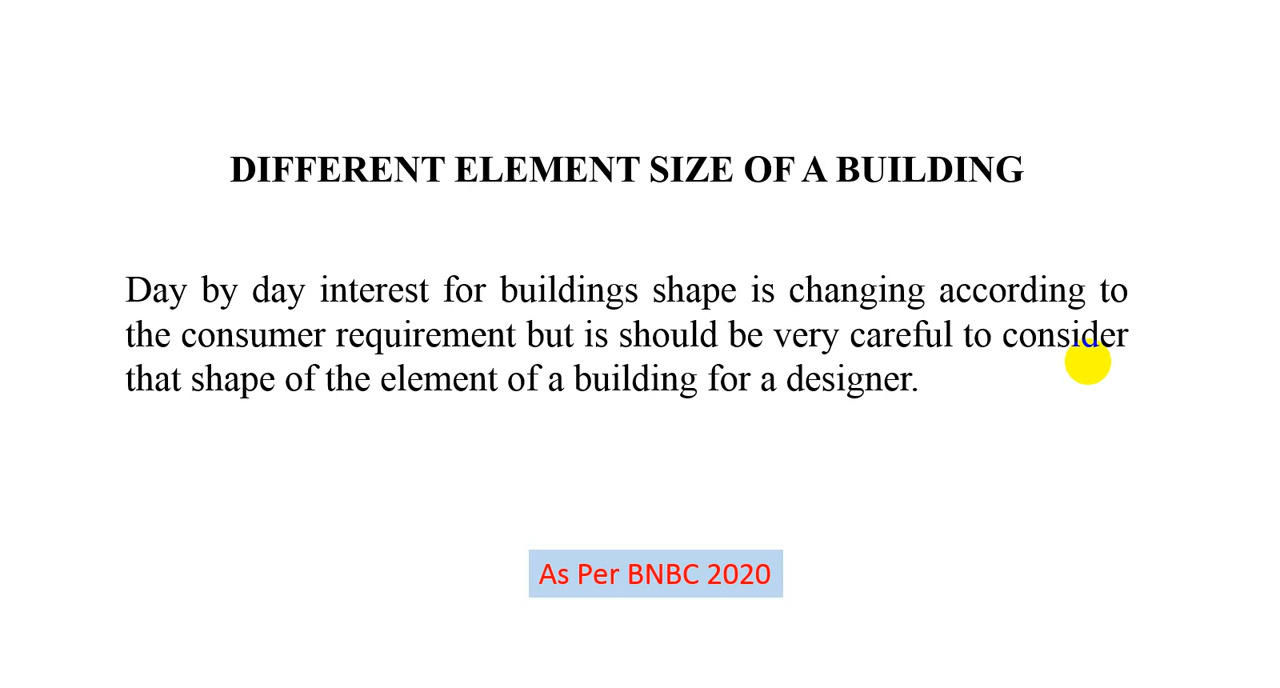 DIFFERENT ELEMENT SIZE OF A BUILDING
Day by day interest for buildings shape is changing according to
the consumer requirement but is should be very careful to consider
that shape of the element of a building for a designer.
As Per BNBC 2020